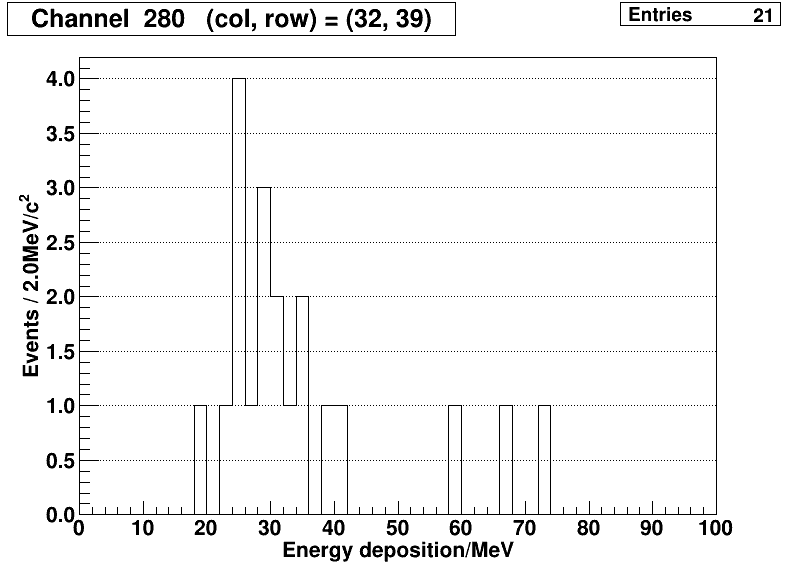 Channel 280 (col, row) = (32, 39)
Entries 21
4.0
3.5
3.0
2.5
2.0
1.5
1.0
0.5
0.0
Events / 2.0MeV/c²
0 10 20 30 40 50 60 70 80 90 100
Energy deposition/MeV